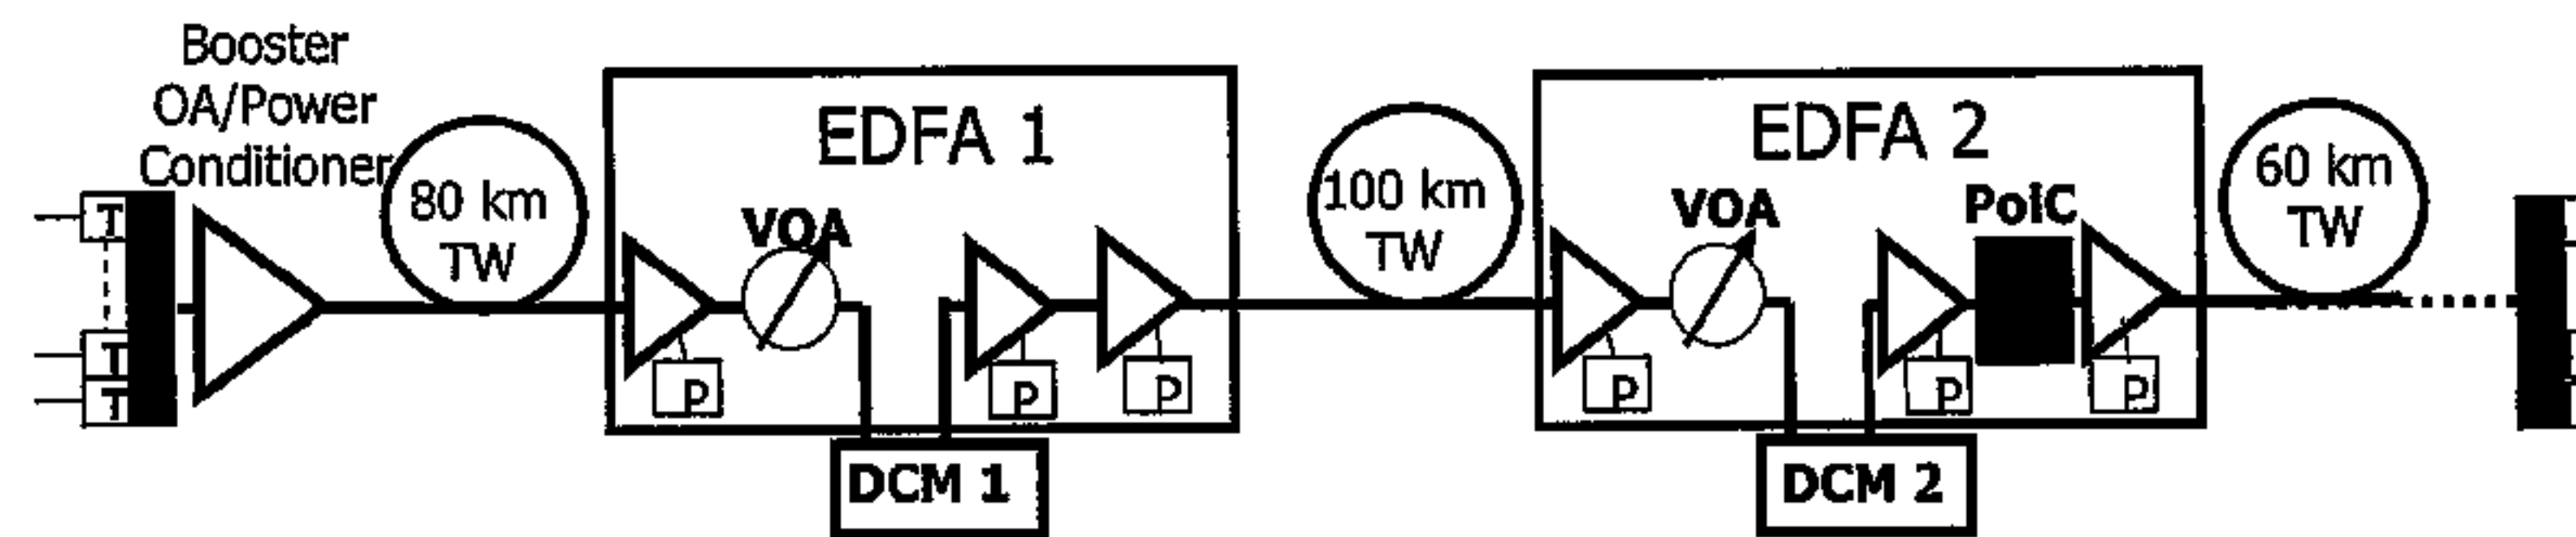 Booster
OA/Power
Conditioner
T
T
T
80 km
TW
EDFA 1
VOA
P
P
P
DCM 1
100 km
TW
EDFA 2
VOA
PolC
P
P
P
DCM 2
60 km
TW